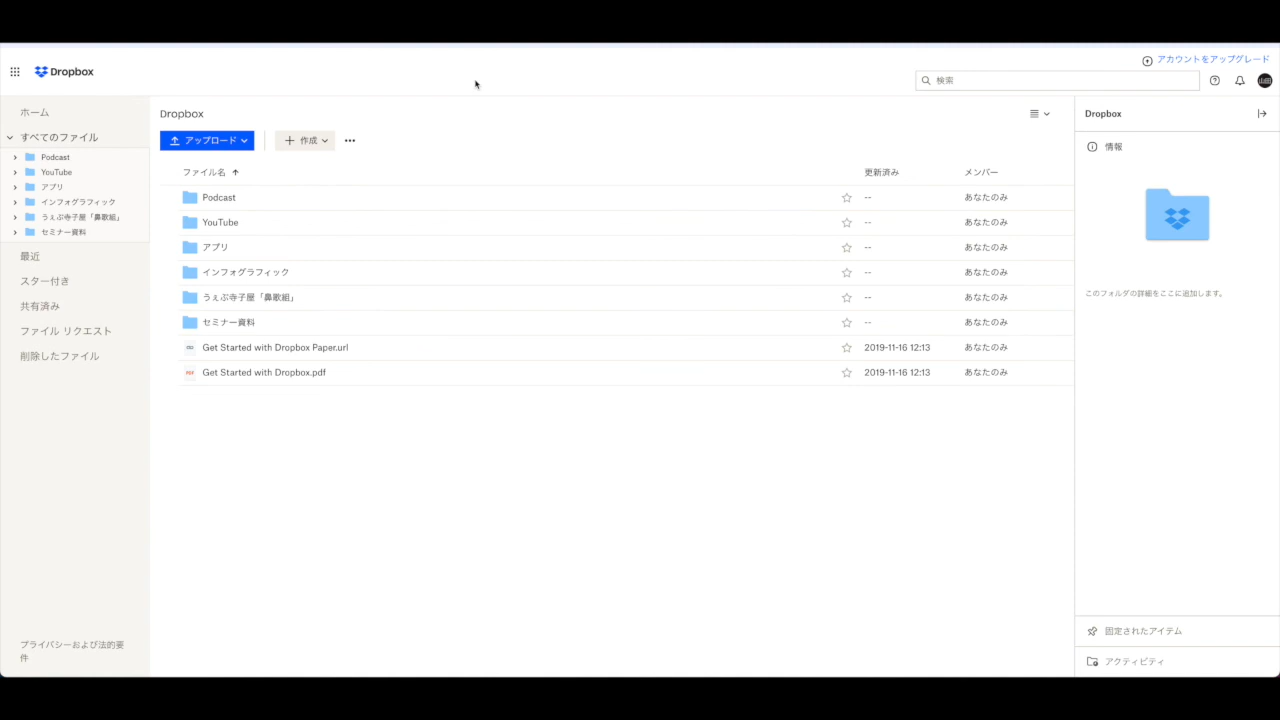 アカウントをアップグレード
Dropbox
検索
ホーム
すべてのファイル
Podcast
YouTube
アプリ
インフォグラフィック
うぇぶ寺子屋「鼻歌組」
セミナー資料
最近
スター付き
共有済み
ファイル リクエスト
削除したファイル
プライバシーおよび法的要
件
Dropbox
アップロード
作成
ファイル名 更新済み メンバー
Podcast -- あなたのみ
YouTube -- あなたのみ
アプリ -- あなたのみ
インフォグラフィック -- あなたのみ
うぇぶ寺子屋「鼻歌組」 -- あなたのみ
セミナー資料 -- あなたのみ
Get Started with Dropbox Paper.url 2019-11-16 12:13 あなたのみ
PDF Get Started with Dropbox.pdf 2019-11-16 12:13 あなたのみ
Dropbox
情報
このフォルダの詳細をここに追加します。
固定されたアイテム
アクティビティ